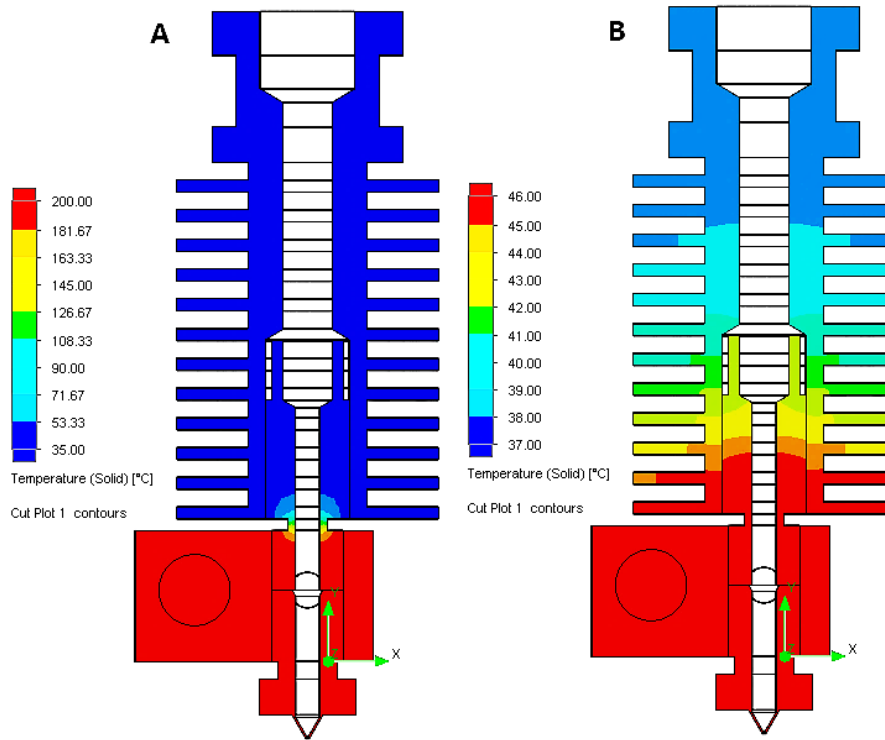 A
B
200.00
181.67
163.33
145.00
126.67
108.33
90.00
71.67
53.33
35.00
Temperature (Solid) [°C]
Cut Plot 1 contours
46.00
45.00
44.00
43.00
42.00
41.00
40.00
39.00
38.00
37.00
Temperature (Solid) [°C]
Cut Plot 1 contours
Y
Z
X
Y
Z
X